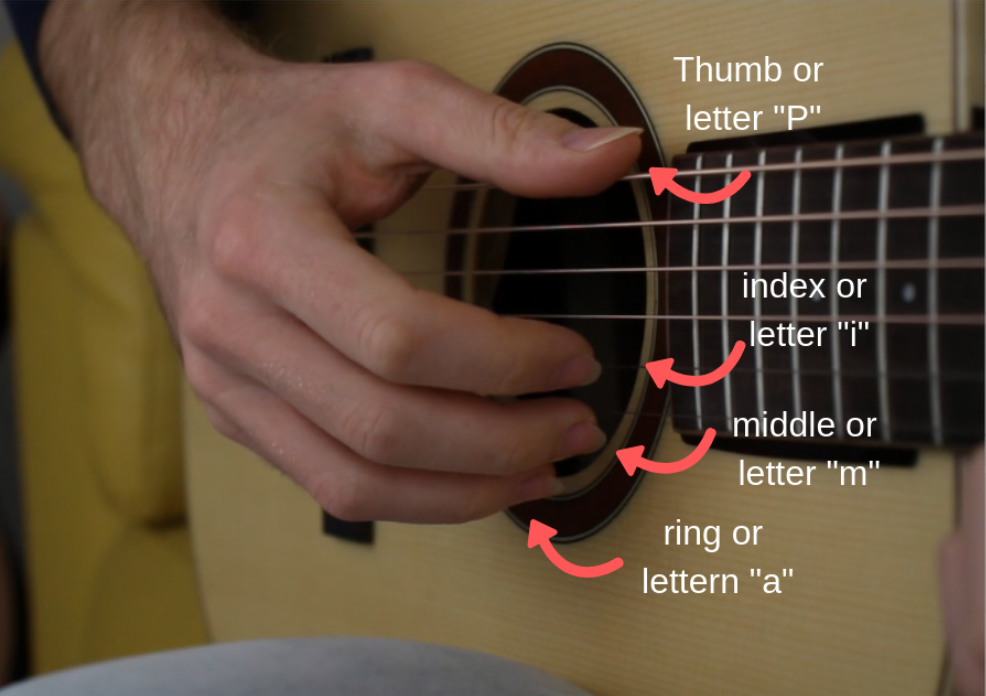 Thumb or
letter "P"
index or
letter "i"
middle or
letter "m"
ring or
lettern "a"